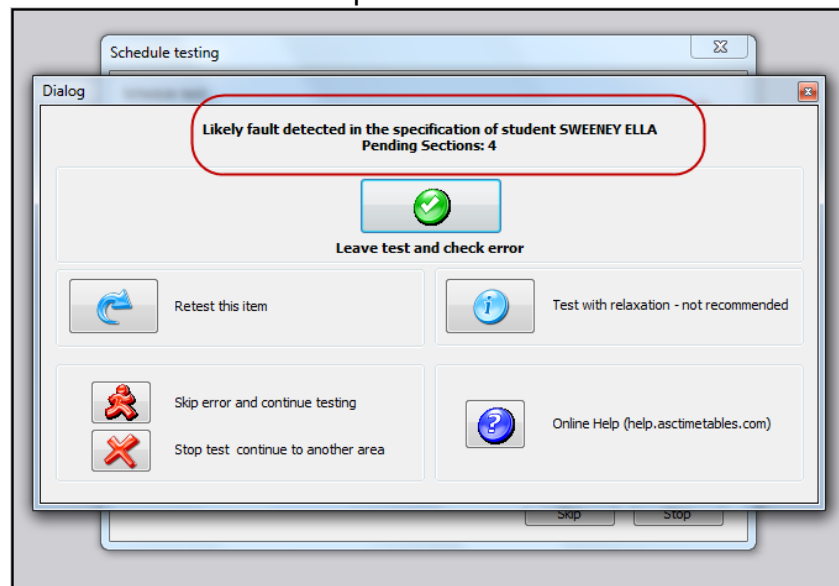 Schedule testing
Dialog
Likely fault detected in the specification of student SWEENEY ELLA
Pending Sections: 4
Leave test and check error
Retest this item
Test with relaxation - not recommended
Skip error and continue testing
Online Help (help.asctimetables.com)
Stop test continue to another area
Skip
Stop